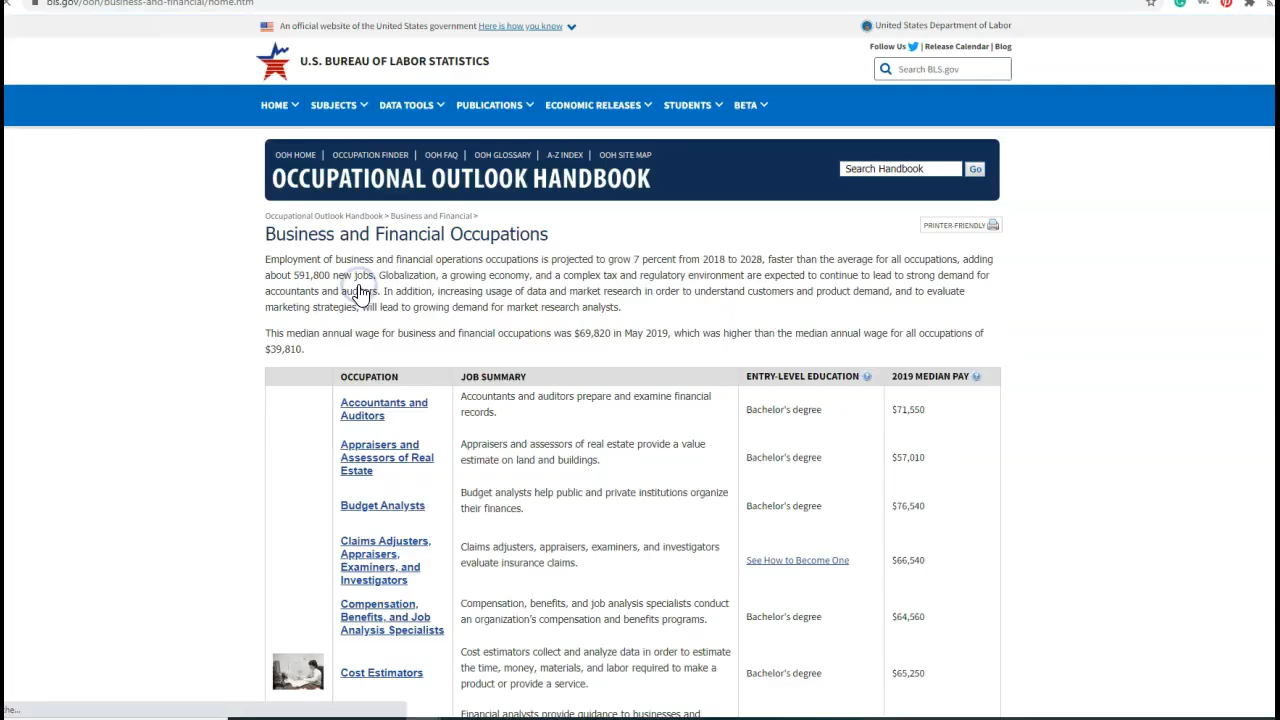 bls.gov/ooh/business-and-financial/home.htm
An official website of the United States government Here is how you know
United States Department of Labor
Follow Us | Release Calendar | Blog
U.S. BUREAU OF LABOR STATISTICS
Search BLS.gov
HOME SUBJECTS DATA TOOLS PUBLICATIONS ECONOMIC RELEASES STUDENTS BETA
OOH HOME | OCCUPATION FINDER | OOH FAQ | OOH GLOSSARY | A-Z INDEX | OOH SITE MAP
OCCUPATIONAL OUTLOOK HANDBOOK
Search Handbook Go
Occupational Outlook Handbook > Business and Financial >
PRINTER-FRIENDLY
Business and Financial Occupations
Employment of business and financial operations occupations is projected to grow 7 percent from 2018 to 2028, faster than the average for all occupations, adding
about 591,800 new jobs. Globalization, a growing economy, and a complex tax and regulatory environment are expected to continue to lead to strong demand for
accountants and auditors. In addition, increasing usage of data and market research in order to understand customers and product demand, and to evaluate
marketing strategies, will lead to growing demand for market research analysts.
This median annual wage for business and financial occupations was $69,820 in May 2019, which was higher than the median annual wage for all occupations of
$39,810.
OCCUPATION JOB SUMMARY ENTRY-LEVEL EDUCATION 2019 MEDIAN PAY
Accountants and
Auditors
Accountants and auditors prepare and examine financial
records.
Bachelor's degree
$71,550
Appraisers and
Assessors of Real
Estate
Appraisers and assessors of real estate provide a value
estimate on land and buildings.
Bachelor's degree
$57,010
Budget Analysts
Budget analysts help public and private institutions organize
their finances.
Bachelor's degree
$76,540
Claims Adjusters,
Appraisers,
Examiners, and
Investigators
Claims adjusters, appraisers, examiners, and investigators
evaluate insurance claims.
See How to Become One
$66,540
Compensation,
Benefits, and Job
Analysis Specialists
Compensation, benefits, and job analysis specialists conduct
an organization's compensation and benefits programs.
Bachelor's degree
$64,560
Cost Estimators
Cost estimators collect and analyze data in order to estimate
the time, money, materials, and labor required to make a
product or provide a service.
Bachelor's degree
$65,250
Financial analysts provide guidance to businesses and
he...